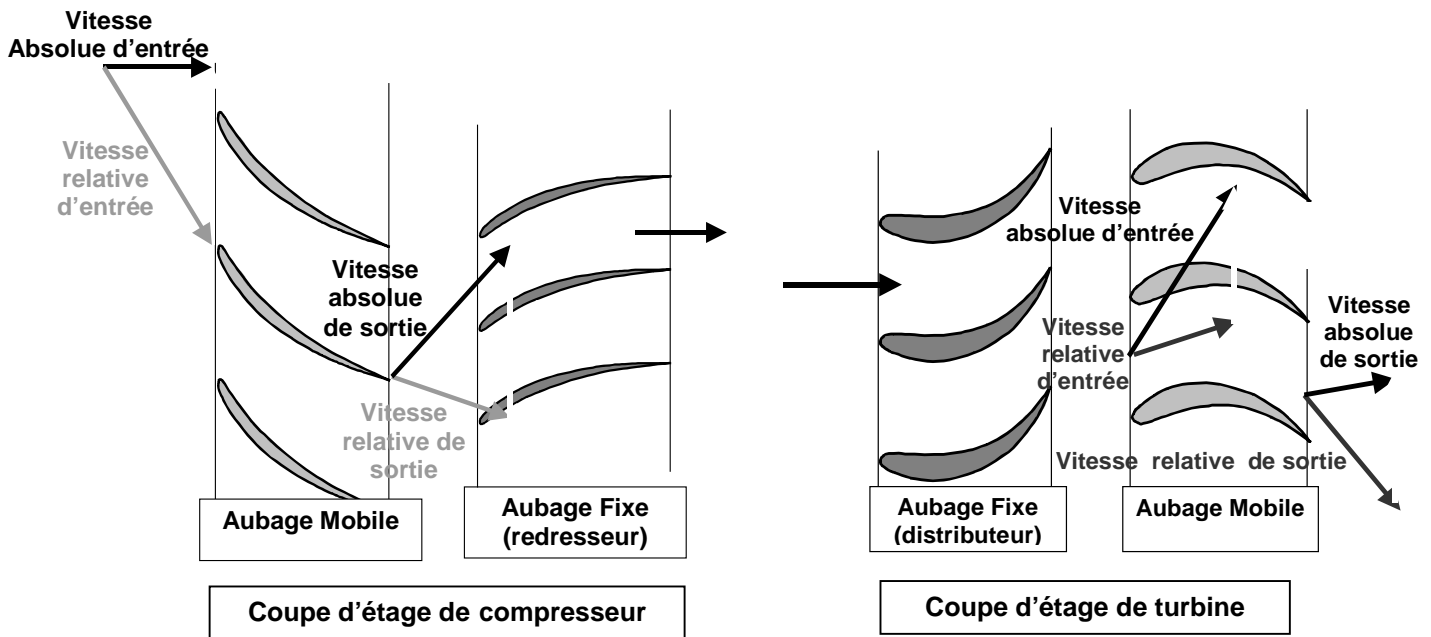 Vitesse
Absolue d'entrée
Vitesse
relative
d'entrée
Vitesse
absolue
de sortie
Vitesse
relative de
sortie
Aubage Mobile
Aubage Fixe
(redresseur)
Coupe d'étage de compresseur
Vitesse
absolue d'entrée
Vitesse
relative
d'entrée
Vitesse
absolue
de sortie
Vitesse relative de sortie
Aubage Fixe
(distributeur)
Aubage Mobile
Coupe d'étage de turbine